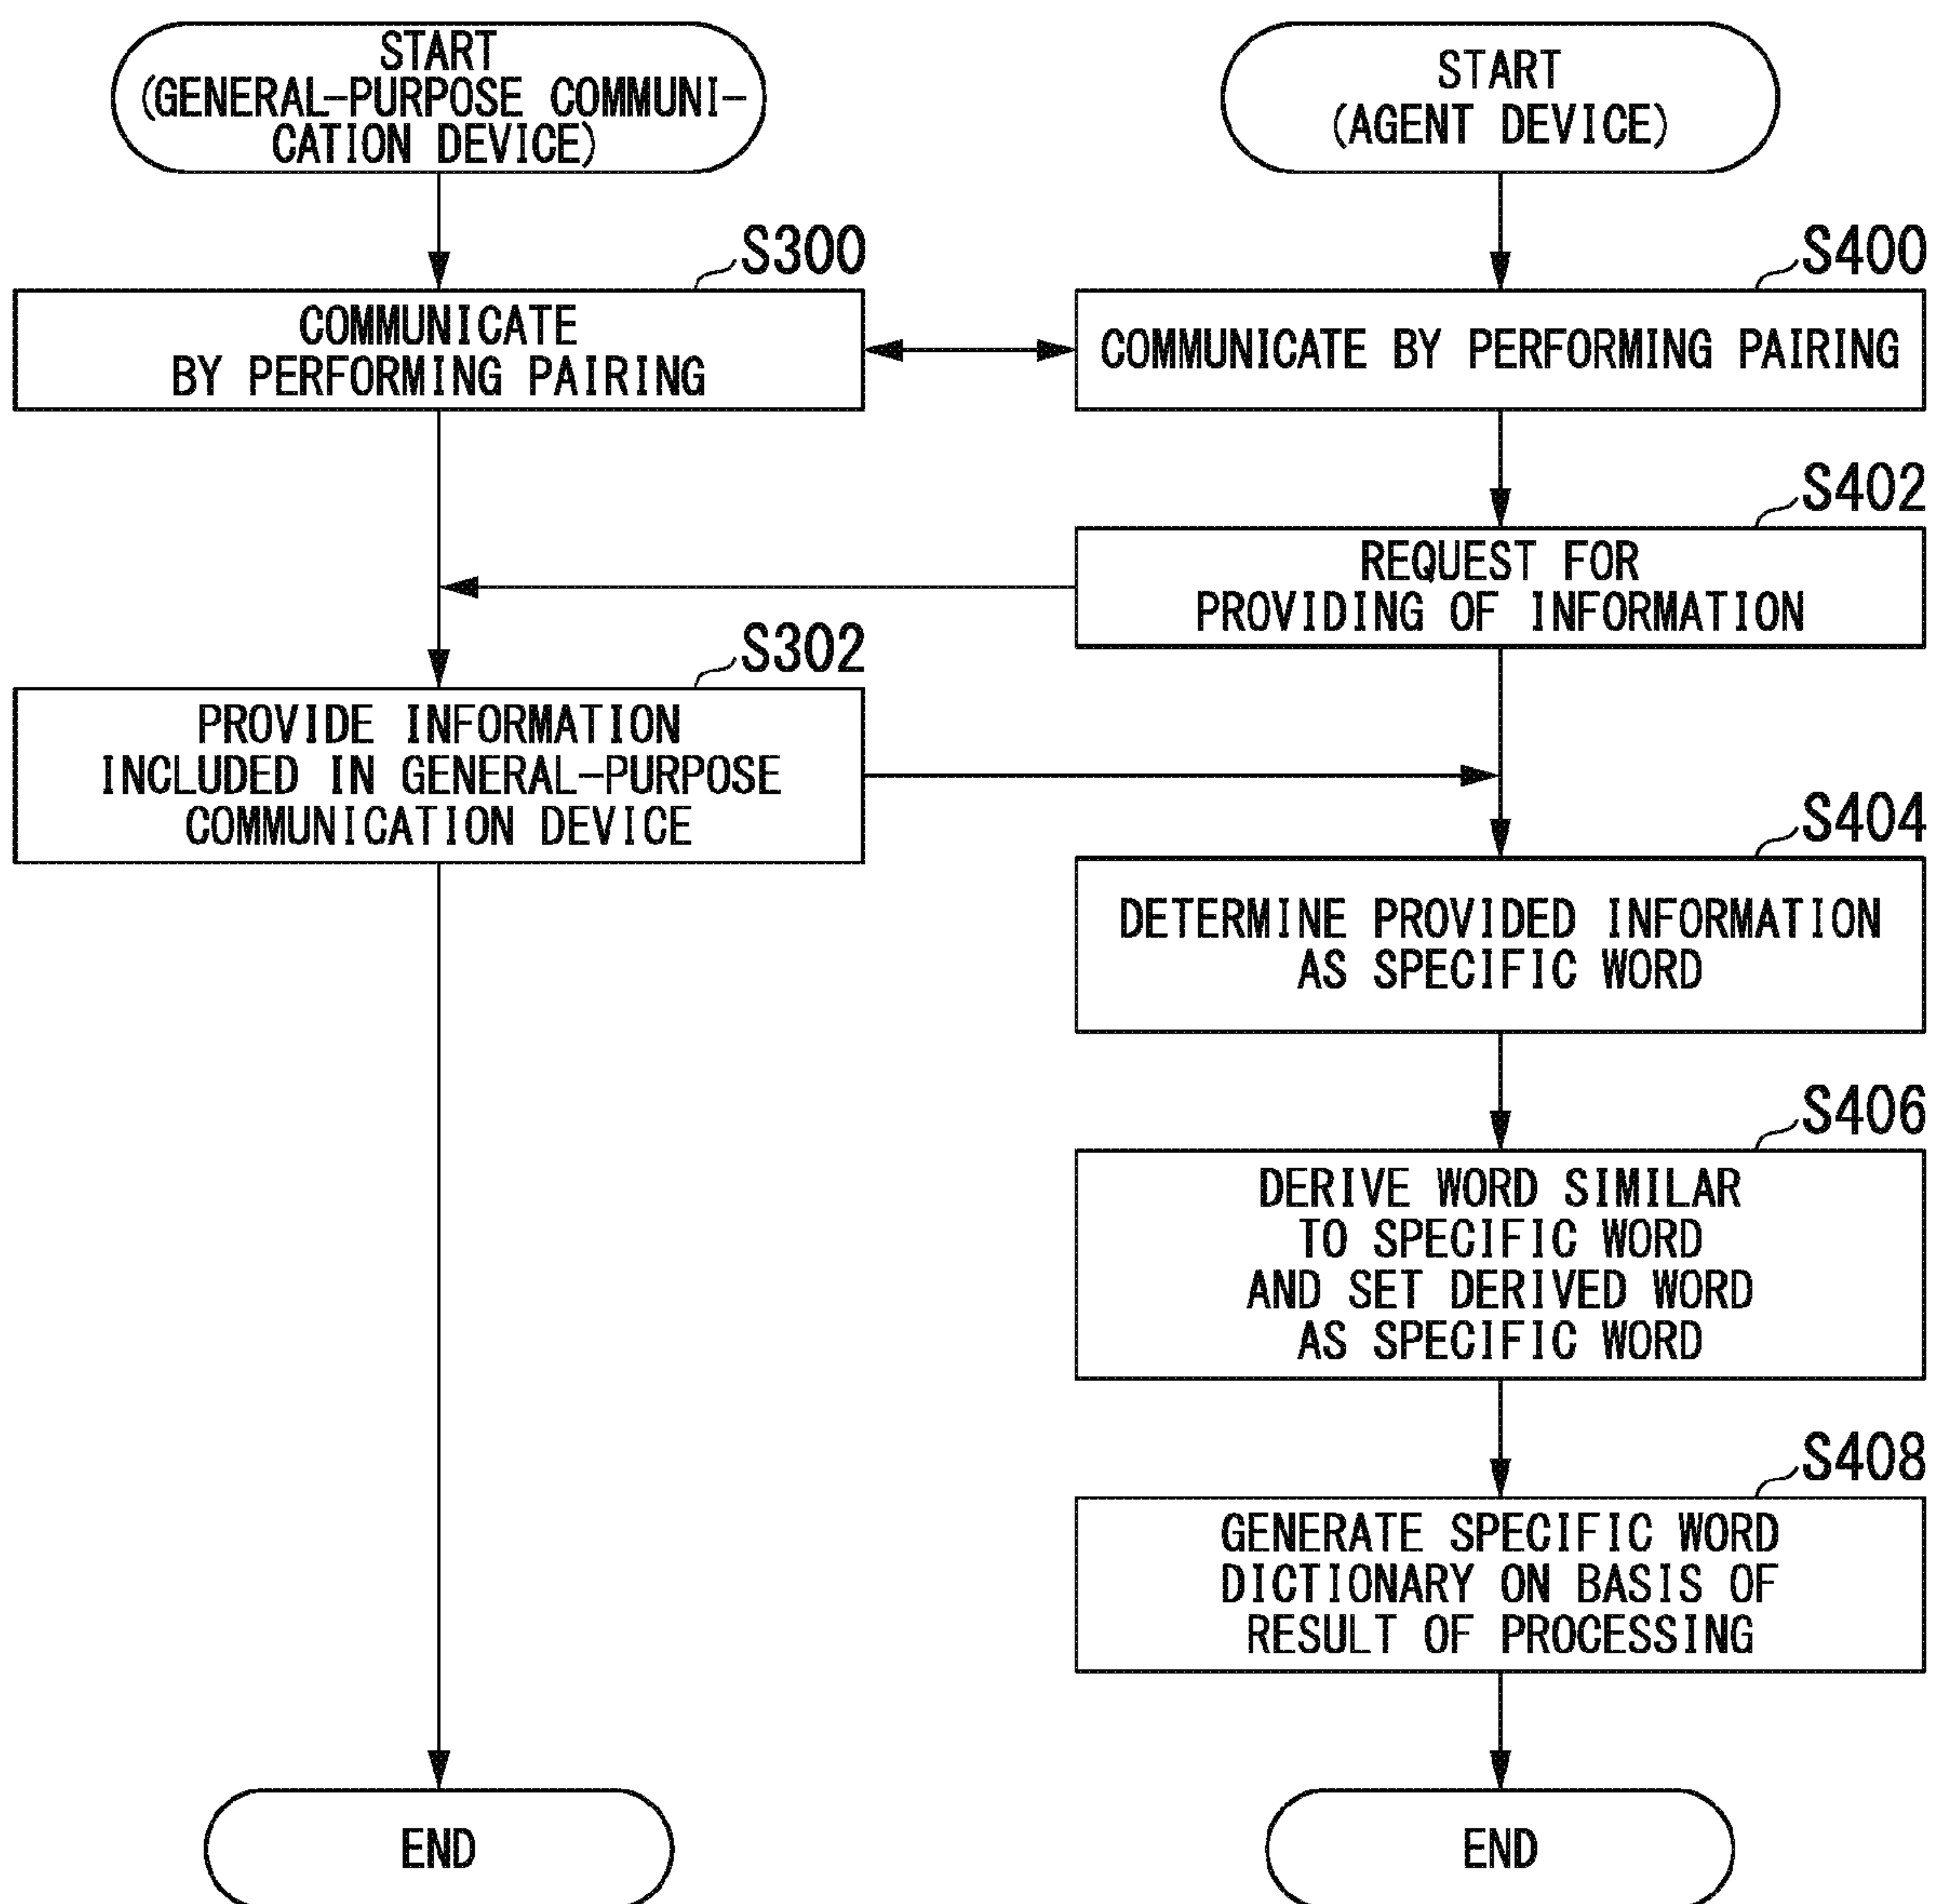 START
(GENERAL-PURPOSE COMMUNI-
CATION DEVICE)
START
(AGENT DEVICE)
S300
COMMUNICATE
BY PERFORMING PAIRING
S400
COMMUNICATE BY PERFORMING PAIRING
S402
REQUEST FOR
PROVIDING OF INFORMATION
S302
PROVIDE INFORMATION
INCLUDED IN GENERAL-PURPOSE
COMMUNICATION DEVICE
S404
DETERMINE PROVIDED INFORMATION
AS SPECIFIC WORD
S406
DERIVE WORD SIMILAR
TO SPECIFIC WORD
AND SET DERIVED WORD
AS SPECIFIC WORD
S408
GENERATE SPECIFIC WORD
DICTIONARY ON BASIS OF
RESULT OF PROCESSING
END
END